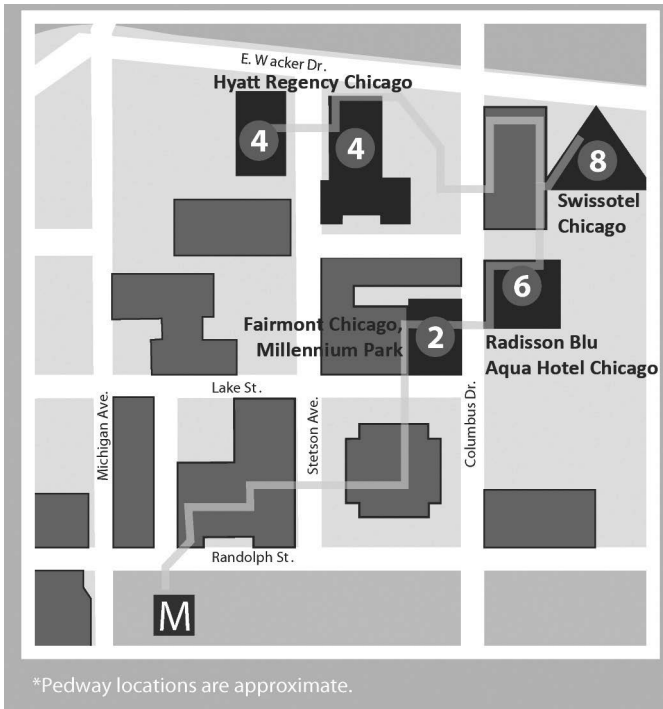 E. Wacker Dr.
Hyatt Regency Chicago
4
4
8
Swissotel
Chicago
6
Fairmont Chicago,
Millennium Park
2
Radisson Blu
Aqua Hotel Chicago
Lake St.
Michigan Ave.
Stetson Ave.
Columbus Dr.
Randolph St.
M
*Pedway locations are approximate.